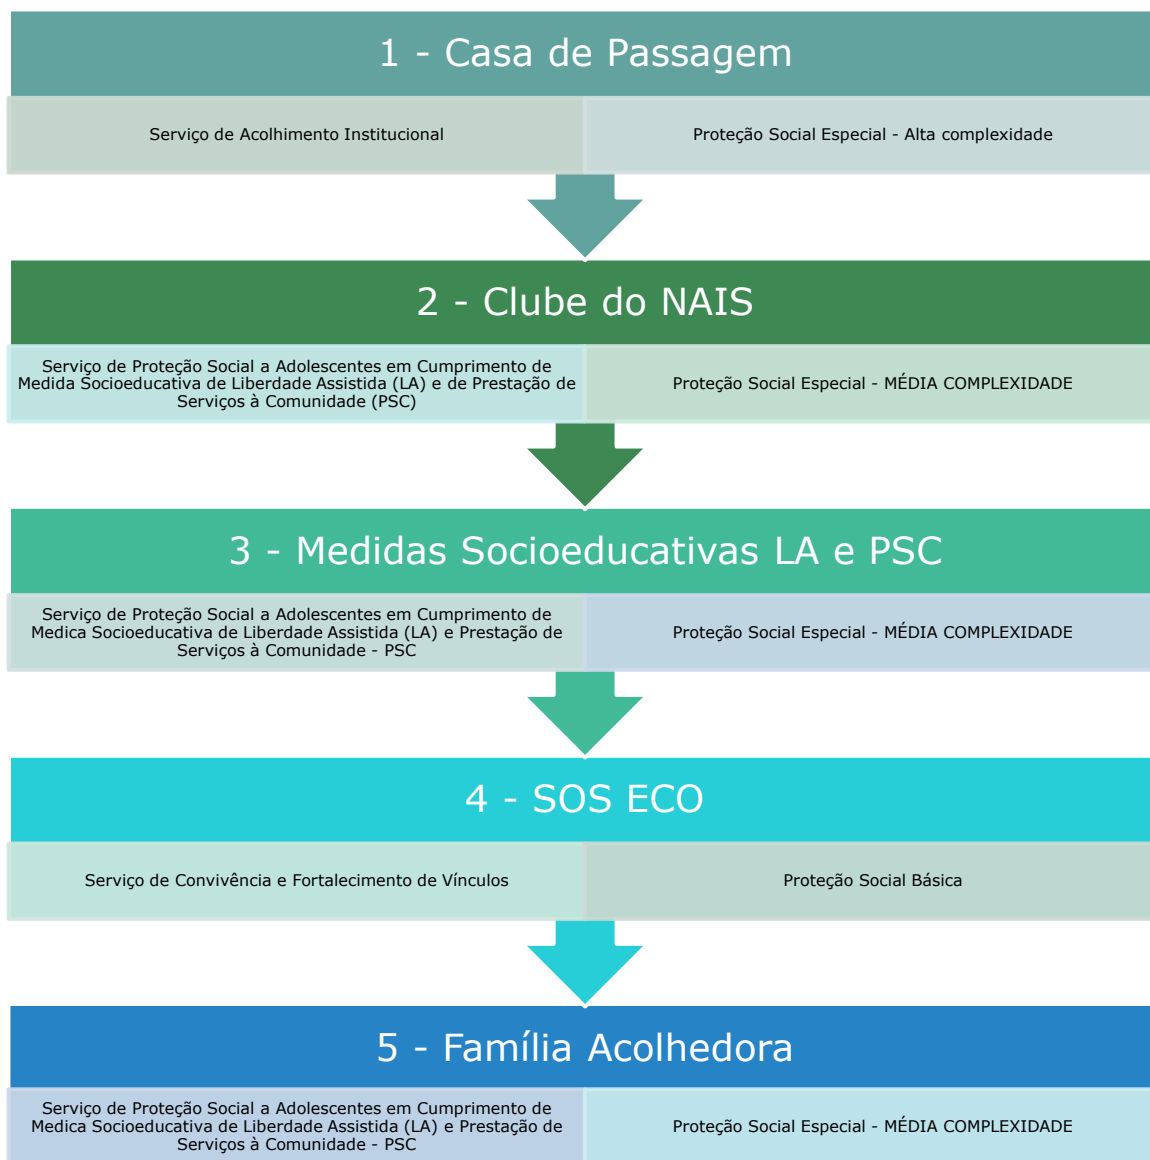 1 - Casa de Passagem
Serviço de Acolhimento Institucional
Proteção Social Especial - Alta complexidade
2 - Clube do NAIS
Serviço de Proteção Social a Adolescentes em Cumprimento de
Medida Socioeducativa de Liberdade Assistida (LA) e de Prestação de
Serviços à Comunidade (PSC)
Proteção Social Especial - MÉDIA COMPLEXIDADE
3 - Medidas Socioeducativas LA e PSC
Serviço de Proteção Social a Adolescentes em Cumprimento de
Medica Socioeducativa de Liberdade Assistida (LA) e Prestação de
Serviços à Comunidade - PSC
Proteção Social Especial - MÉDIA COMPLEXIDADE
4 - SOS ECO
Serviço de Convivência e Fortalecimento de Vínculos
Proteção Social Básica
5 - Família Acolhedora
Serviço de Proteção Social a Adolescentes em Cumprimento de
Medica Socioeducativa de Liberdade Assistida (LA) e Prestação de
Serviços à Comunidade - PSC
Proteção Social Especial - MÉDIA COMPLEXIDADE